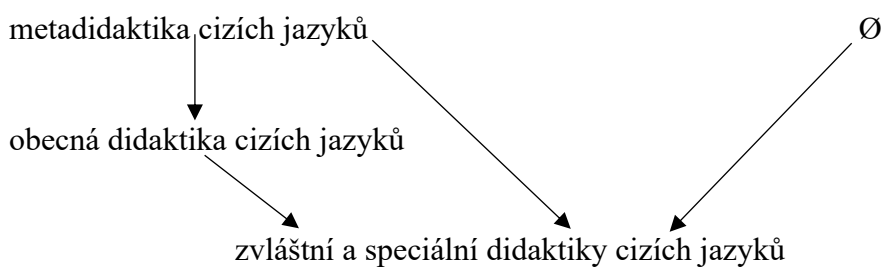 metadidaktika cizích jazyků Ø
obecná didaktika cizích jazyků
zvláštní a speciální didaktiky cizích jazyků